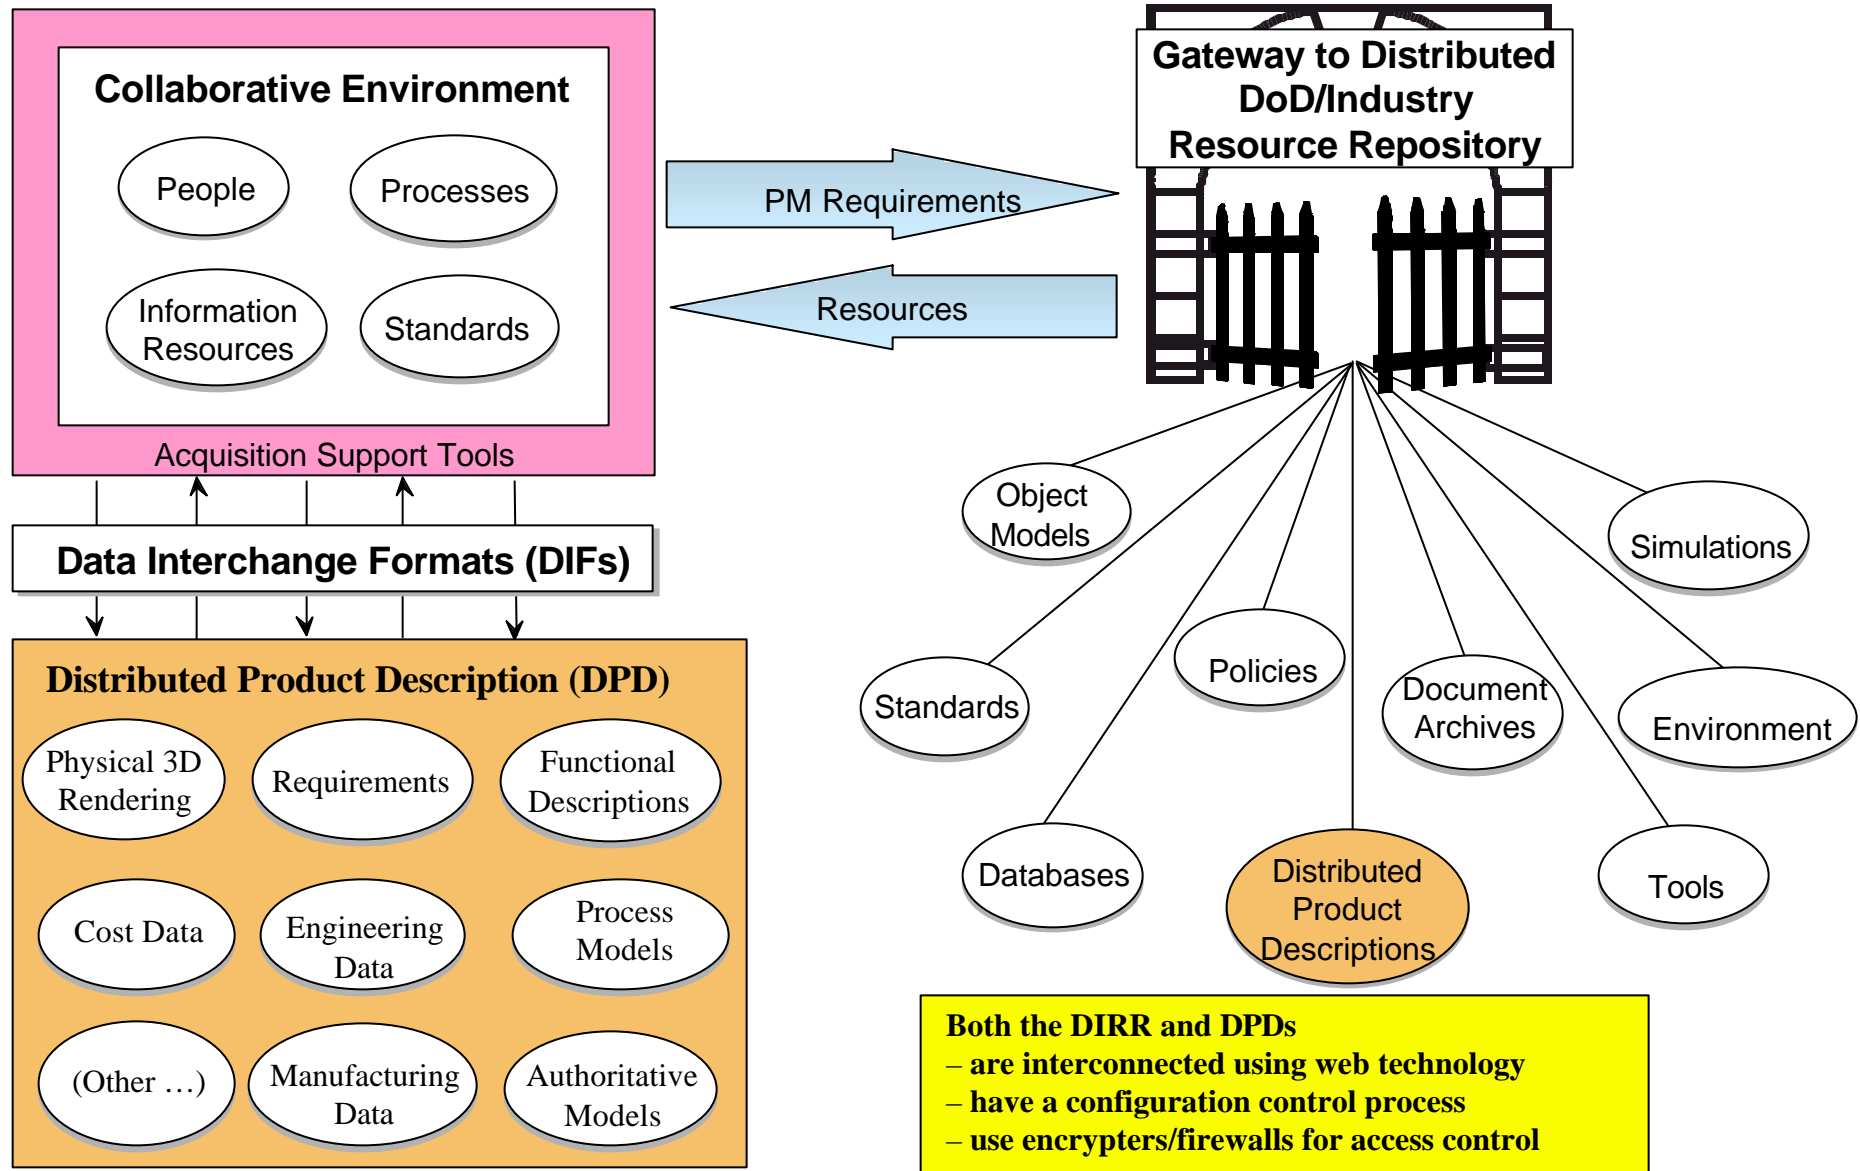 Collaborative Environment
People
Processes
Information
Resources
Standards
Acquisition Support Tools
PM Requirements
Resources
Gateway to Distributed
DoD/Industry
Resource Repository
Data Interchange Formats (DIFs)
Distributed Product Description (DPD)
Physical 3D
Rendering
Requirements
Functional
Descriptions
Cost Data
Engineering
Data
Process
Models
(Other …)
Manufacturing
Data
Authoritative
Models
Object
Models
Simulations
Standards
Policies
Document
Archives
Environment
Databases
Distributed
Product
Descriptions
Tools
Both the DIRR and DPDs
– are interconnected using web technology
– have a configuration control process
– use encrypters/firewalls for access control